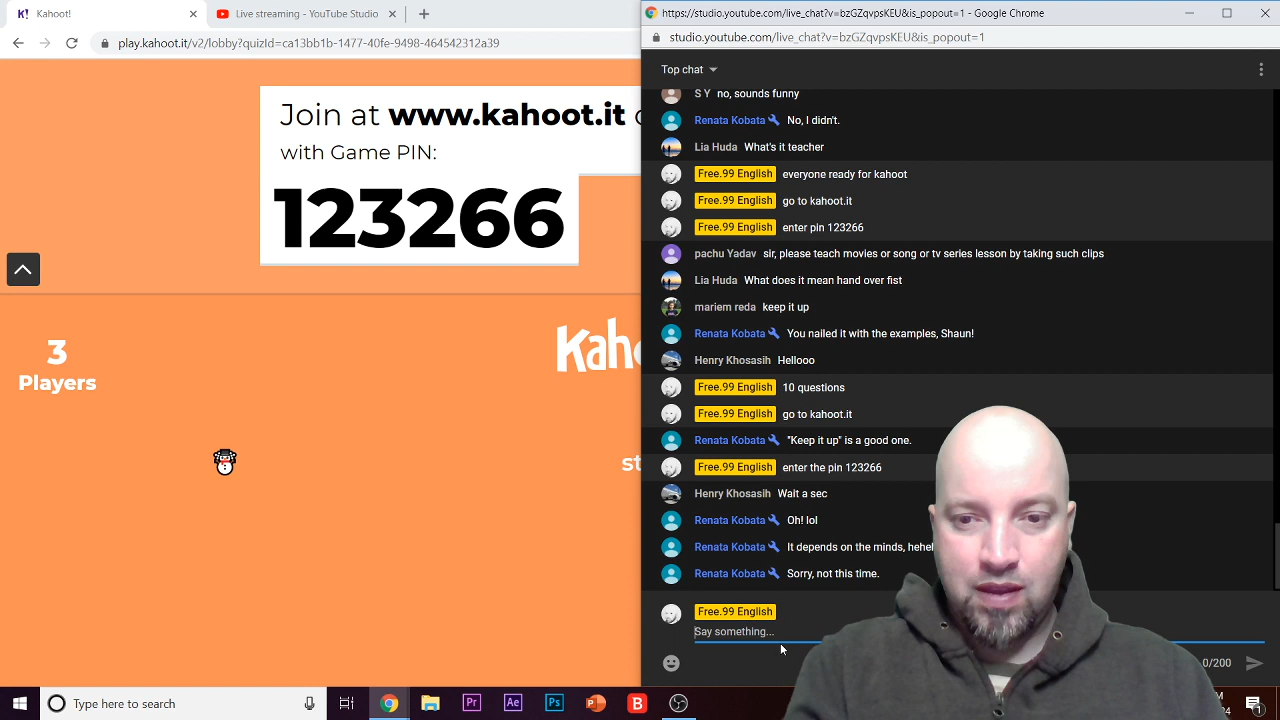 K! Kahoot!
Live streaming - YouTube Studio
https://studio.youtube.com/live_chat?v=bzGZqvpsKEU&is_popout=1 - Google Chrome
play.kahoot.it/v2/lobby?quizId=ca13bb1b-1477-40fe-9498-464542312a39
studio.youtube.com/live_chat?v=bzGZqvpsKEU&is_popout=1
Join at www.kahoot.it
with Game PIN:
123266
3
Players
Kaho
st
Top chat
S Y no, sounds funny
Renata Kobata No, I didn't.
Lia Huda What's it teacher
Free.99 English everyone ready for kahoot
Free.99 English go to kahoot.it
Free.99 English enter pin 123266
pachu Yadav sir, please teach movies or song or tv series lesson by taking such clips
Lia Huda What does it mean hand over fist
mariem reda keep it up
Renata Kobata You nailed it with the examples, Shaun!
Henry Khosasih Hellooo
Free.99 English 10 questions
Free.99 English go to kahoot.it
Renata Kobata "Keep it up" is a good one.
Free.99 English enter the pin 123266
Henry Khosasih Wait a sec
Renata Kobata Oh! lol
Renata Kobata It depends on the minds, hehel
Renata Kobata Sorry, not this time.
Free.99 English
Say something...
0/200
Type here to search
Pr
Ae
Ps
B